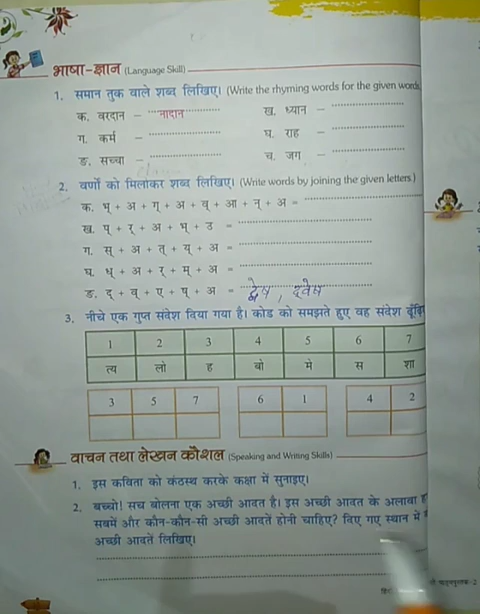 भाषा-ज्ञान (Language Skill)
1. समान तुक वाले शब्द लिखिए। (Write the rhyming words for the given words
क. वरदान – नादान ख. ध्यान –
ग. कर्म – घ. राह –
ङ. सच्चा – च. जग –
2. वर्णों को मिलाकर शब्द लिखिए। (Write words by joining the given letters.)
क. भ् + अ + ग् + अ + व् + आ + न् + अ =
ख. प् + र् + अ + भ् + उ =
ग. स् + अ + त् + य् + अ =
घ. ध् + अ + र् + म् + अ =
ङ. द् + व् + ए + ष् + अ = द्वेष , द्‌वेष
3. नीचे एक गुप्त संदेश दिया गया है। कोड को समझते हुए वह संदेश
1 2 3 4 5 6 7
त्य लो ह बो मे स शा
3 5 7 6 1 4 2
वाचन तथा लेखन कौशल (Speaking and Writing Skills)
1. इस कविता को कंठस्थ करके कक्षा में सुनाइए।
2. बच्चो! सच बोलना एक अच्छी आदत है। इस अच्छी आदत के अलावा
सबमें और कौन-कौन-सी अच्छी आदतें होनी चाहिए? दिए गए स्थान में
अच्छी आदतें लिखिए।
पाठ्यपुस्तक-2